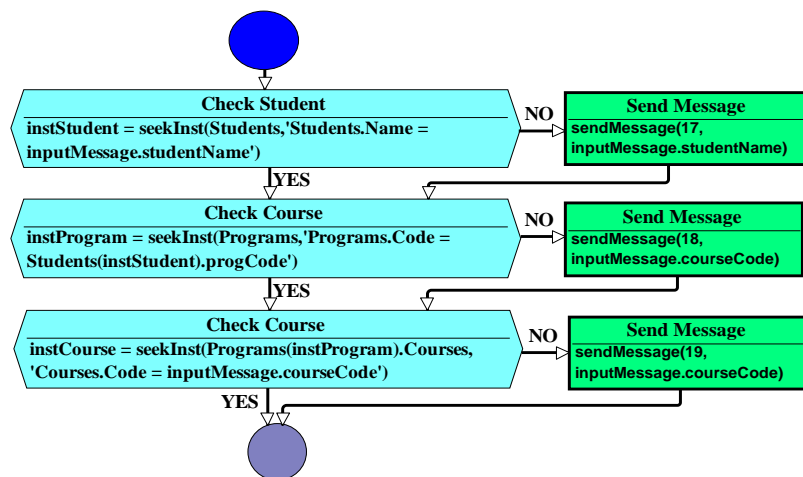 Check Student
instStudent = seekInst(Students,'Students.Name =
inputMessage.studentName')
NO
Send Message
sendMessage(17,
inputMessage.studentName)
YES
Check Course
instProgram = seekInst(Programs,'Programs.Code =
Students(instStudent).progCode')
NO
Send Message
sendMessage(18,
inputMessage.courseCode)
YES
Check Course
instCourse = seekInst(Programs(instProgram).Courses,
'Courses.Code = inputMessage.courseCode')
NO
Send Message
sendMessage(19,
inputMessage.courseCode)
YES